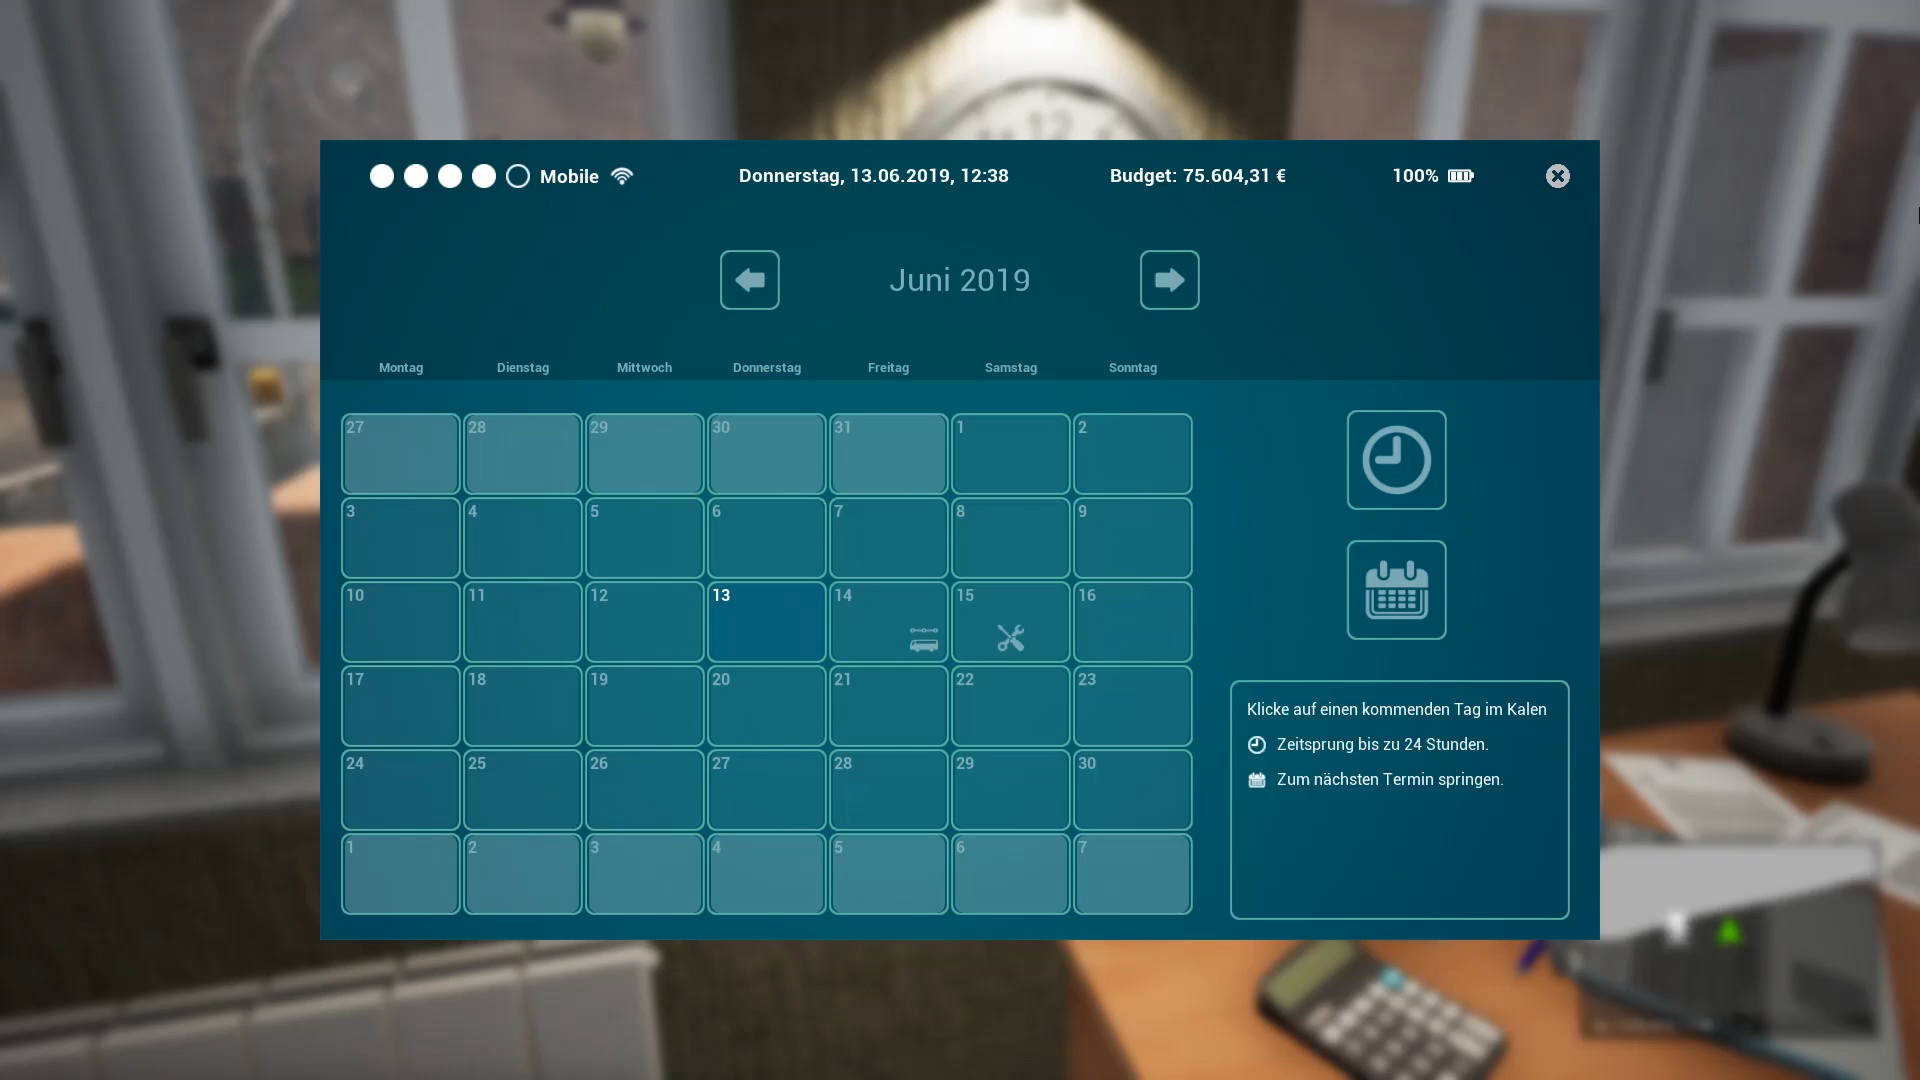 Mobile Donnerstag, 13.06.2019, 12:38 Budget: 75.604,31 € 100%
Juni 2019
Montag Dienstag Mittwoch Donnerstag Freitag Samstag Sonntag
27 28 29 30 31 1 2
3 4 5 6 7 8 9
10 11 12 13 14 15 16
17 18 19 20 21 22 23
24 25 26 27 28 29 30
1 2 3 4 5 6 7
Klicke auf einen kommenden Tag im Kalen
Zeitsprung bis zu 24 Stunden.
Zum nächsten Termin springen.
12